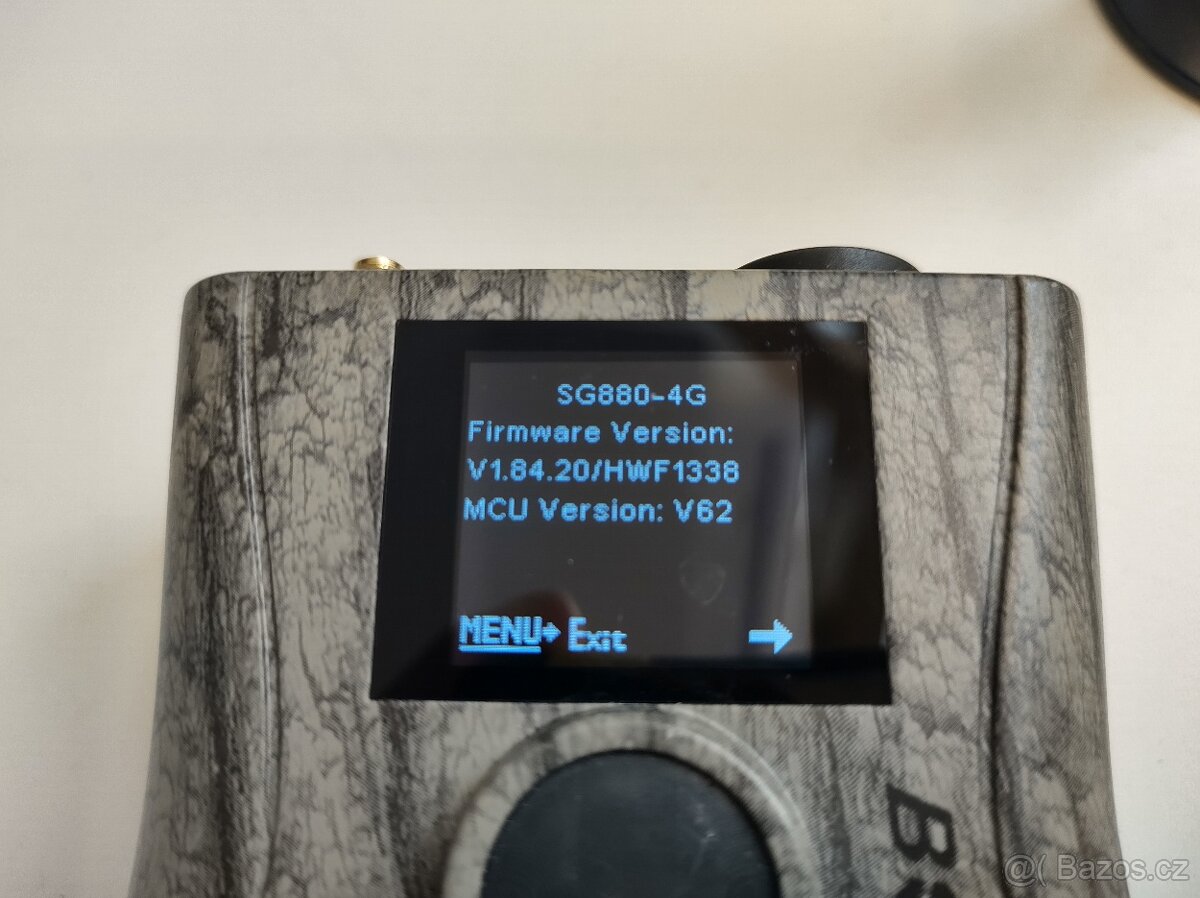 SG880-4G
Firmware Version:
V1.84.20/HWF1338
MCU Version: V62
MENU→ Exit →
@( Bazos.cz